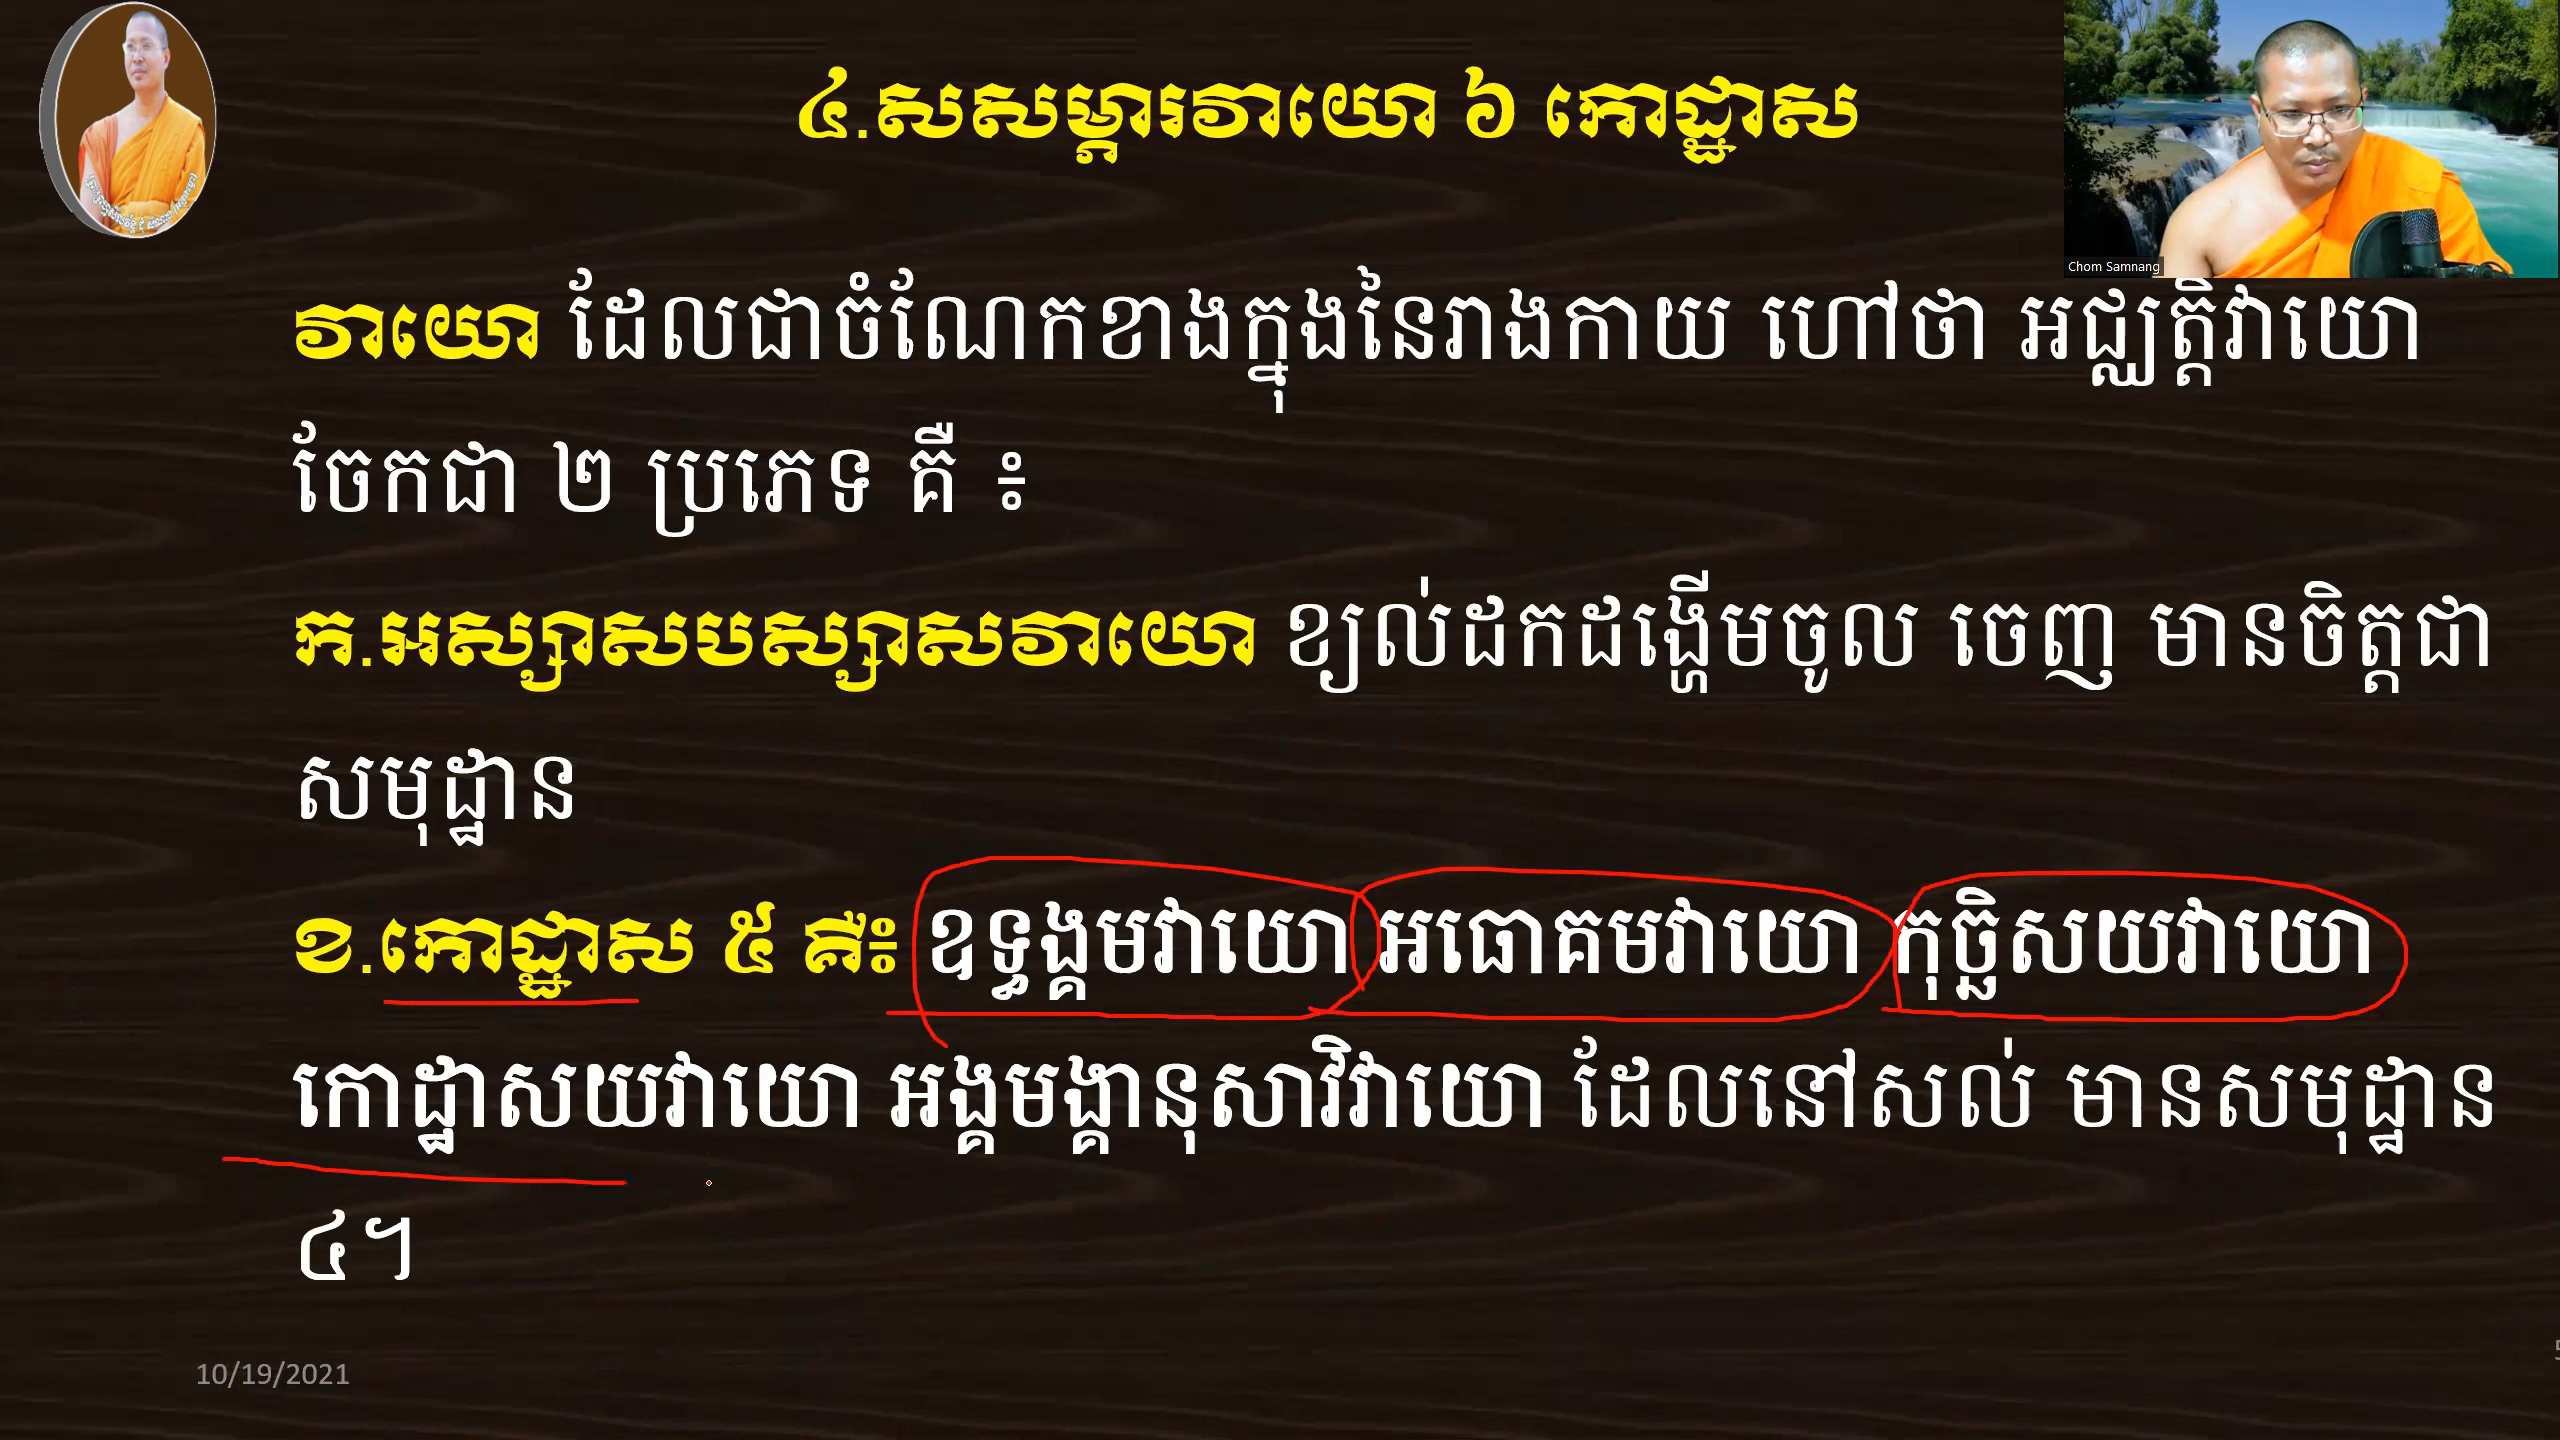 ៤.សសម្ភារវាយោ ៦ កោដ្ឋាស
Chom Samnang
វាយោ ដែលជាចំណែកខាងក្នុងនៃរាងកាយ ហៅថា អជ្ឈត្តិវាយោ
ចែកជា ២ ប្រភេទ គឺ ៖
ក.អស្សាសបស្សាសវាយោ ខ្យល់ដកដង្ហើមចូល ចេញ មានចិត្តជា
សមុដ្ឋាន
ខ.កោដ្ឋាស ៥ គឺ៖ ឧទ្ធង្គមវាយោ អធោគមវាយោ កុច្ឆិសយវាយោ
កោដ្ឋាសយវាយោ អង្គមង្គានុសារិវាយោ ដែលនៅសល់ មានសមុដ្ឋាន
៤។
10/19/2021